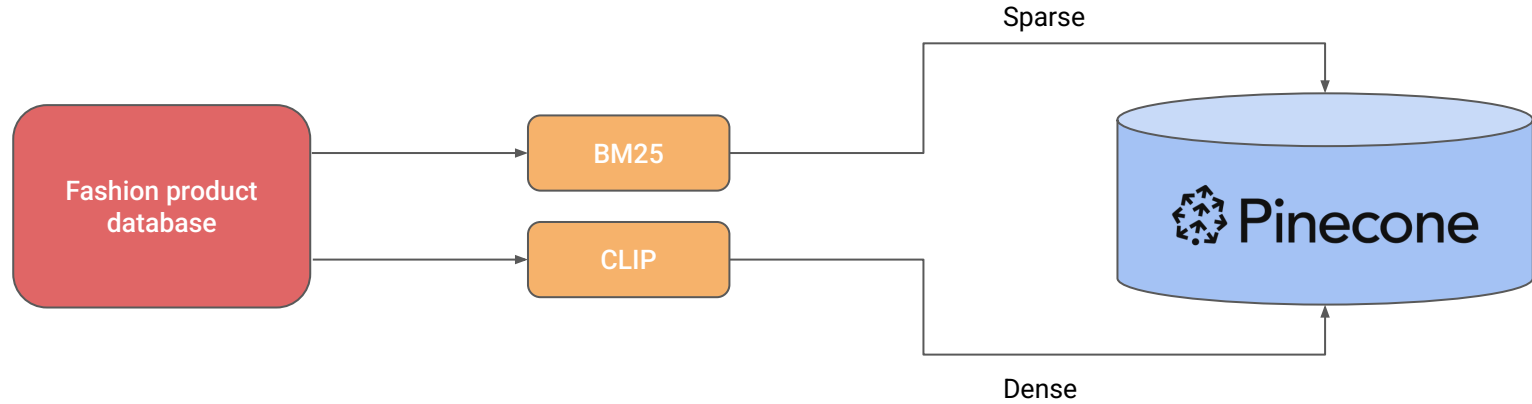 Sparse
Fashion product
database
BM25
CLIP
Pinecone
Dense